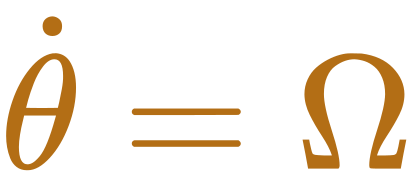 θ̇ = Ω